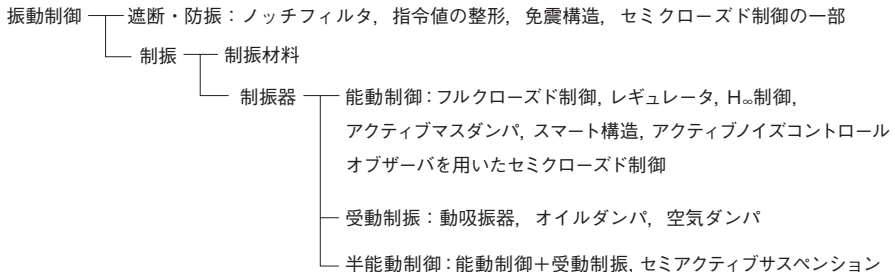 振動制御 遮断・防振：ノッチフィルタ，指令値の整形，免震構造，セミクローズド制御の一部
制振 制振材料
制振器 能動制御：フルクローズド制御，レギュレータ，H∞制御，
アクティブマスダンパ，スマート構造，アクティブノイズコントロール
オブザーバを用いたセミクローズド制御
受動制振：動吸振器，オイルダンパ，空気ダンパ
半能動制御：能動制御＋受動制振，セミアクティブサスペンション